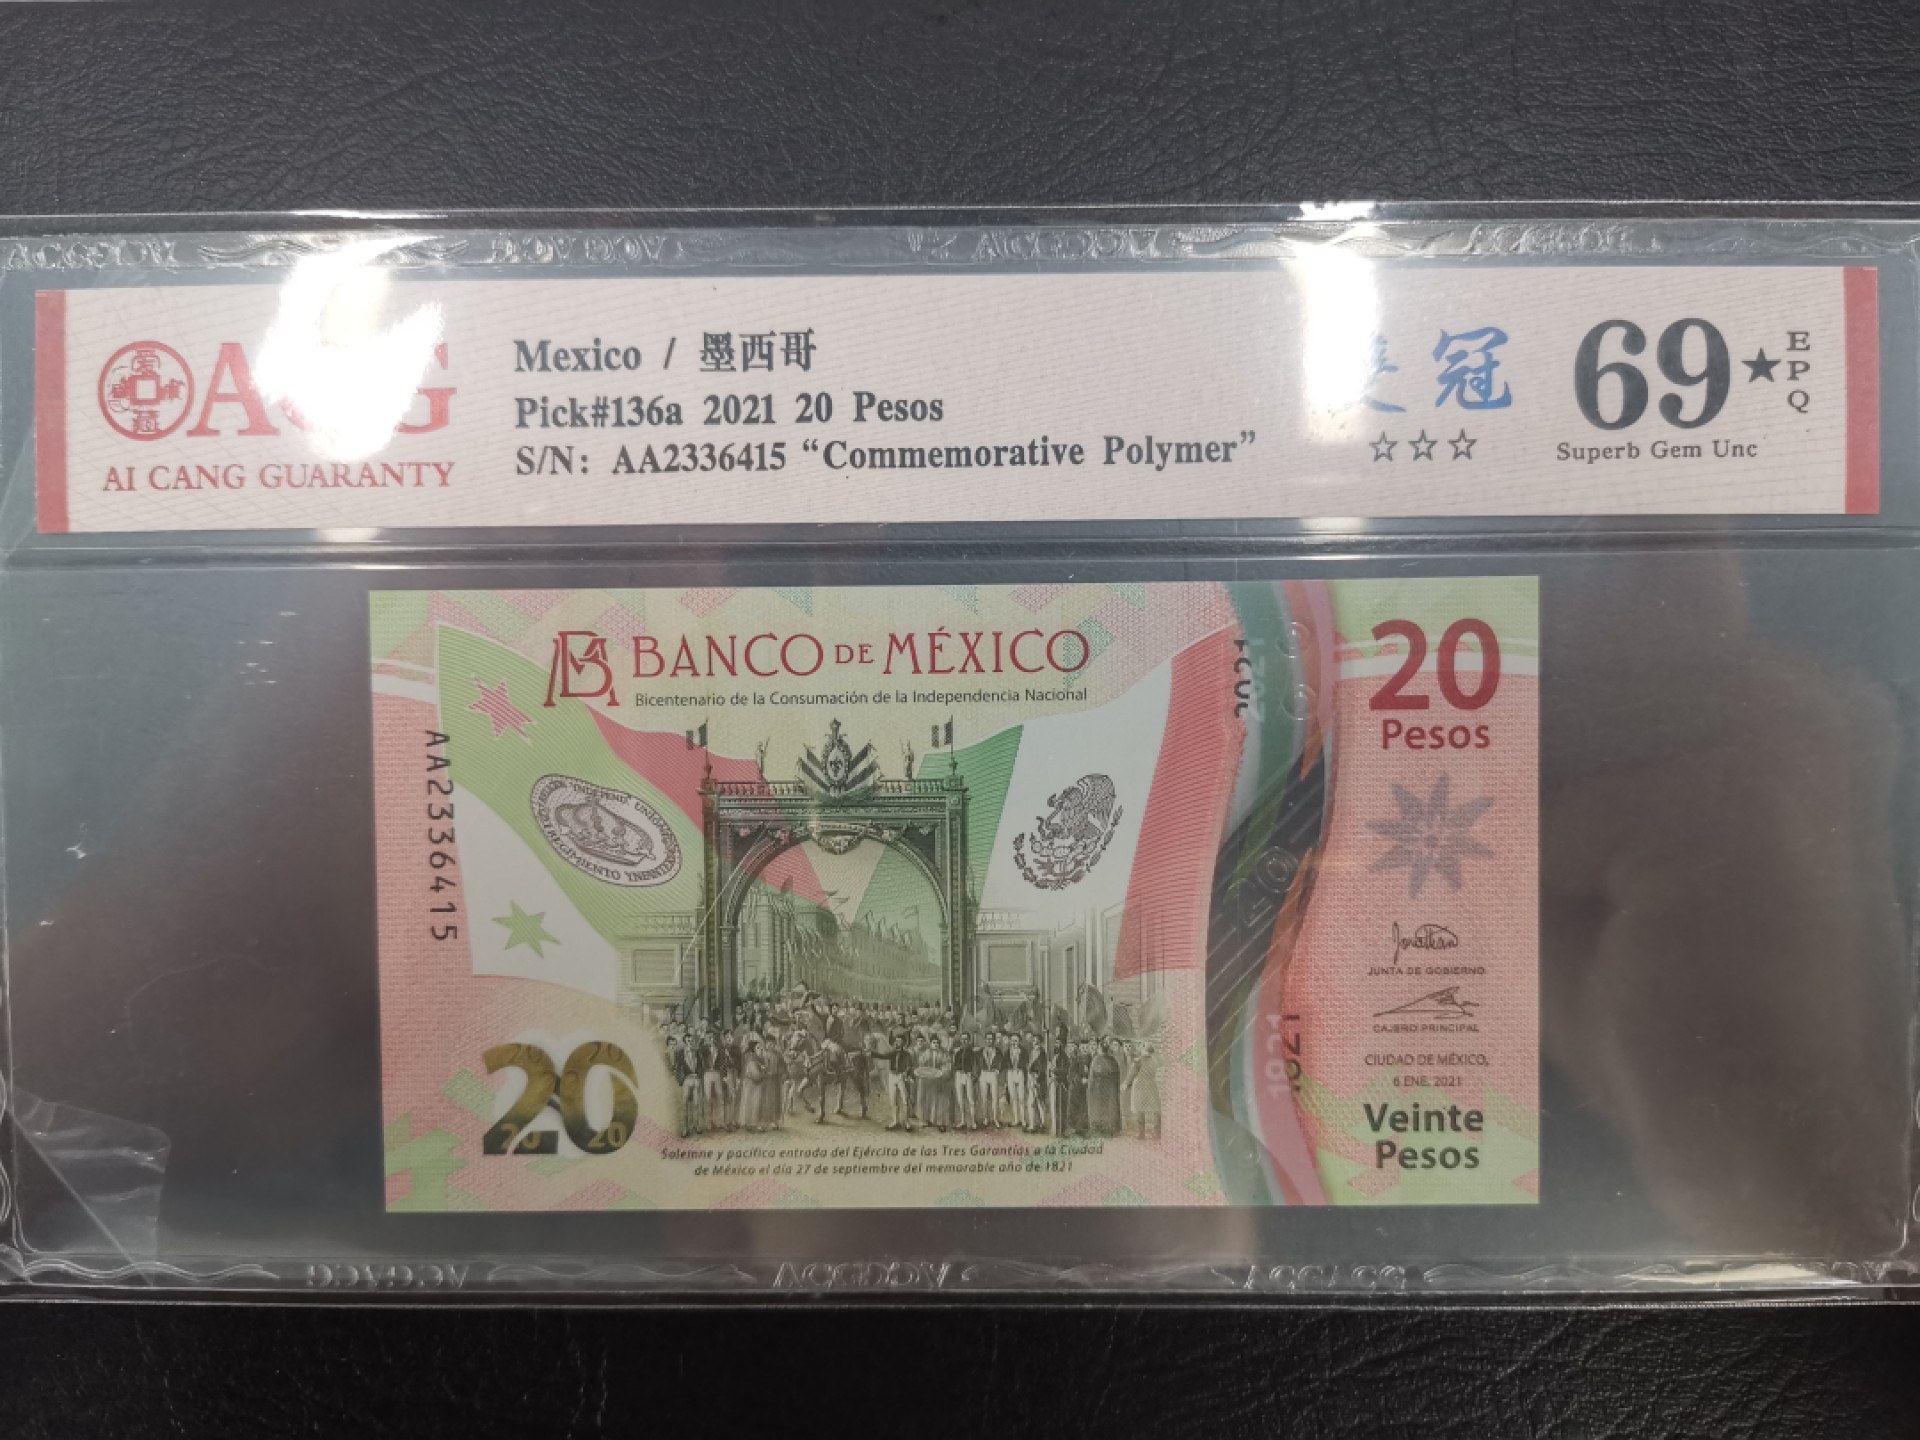 AI CANG GUARANTY
Mexico / 墨西哥
Pick#136a 2021 20 Pesos
S/N: AA2336415 “Commemorative Polymer”
冠
☆☆☆
69★
EPQ
Superb Gem Unc
BM BANCO DE MÉXICO
Bicentenario de la Consumación de la Independencia Nacional
AA2336415
2021
20
Pesos
20
Jonathan
JUNTA DE GOBIERNO
CAJERO PRINCIPAL
CIUDAD DE MÉXICO,
6 ENE. 2021
1821
Veinte
Pesos
20
Solemne y pacífica entrada del Ejército de las Tres Garantías a la Ciudad
de México el día 27 de septiembre del memorable año de 1821